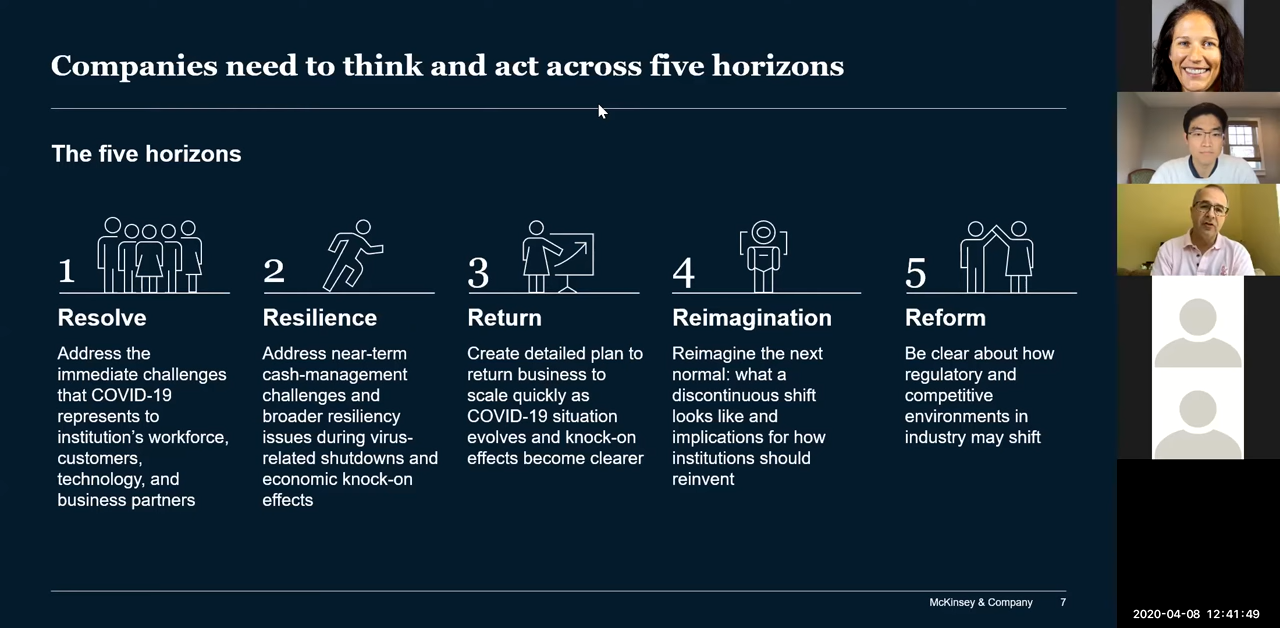 Companies need to think and act across five horizons
The five horizons
1
Resolve
Address the
immediate challenges
that COVID-19
represents to
institution’s workforce,
customers,
technology, and
business partners
2
Resilience
Address near-term
cash-management
challenges and
broader resiliency
issues during virus-
related shutdowns and
economic knock-on
effects
3
Return
Create detailed plan to
return business to
scale quickly as
COVID-19 situation
evolves and knock-on
effects become clearer
4
Reimagination
Reimagine the next
normal: what a
discontinuous shift
looks like and
implications for how
institutions should
reinvent
5
Reform
Be clear about how
regulatory and
competitive
environments in
industry may shift
McKinsey & Company 7
2020-04-08 12:41:49